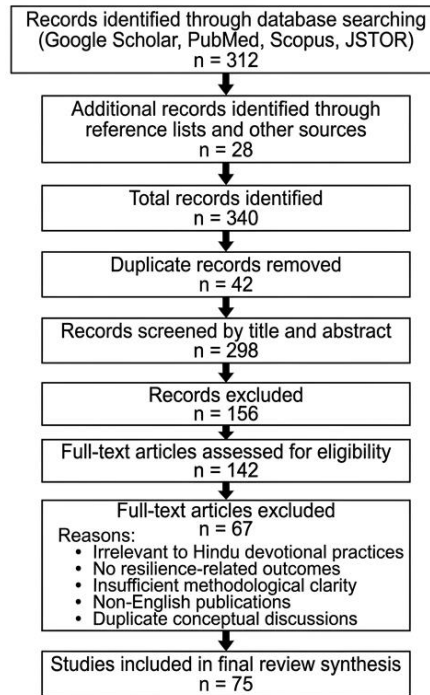 Records identified through database searching
(Google Scholar, PubMed, Scopus, JSTOR)
n = 312
Additional records identified through
reference lists and other sources
n = 28
Total records identified
n = 340
Duplicate records removed
n = 42
Records screened by title and abstract
n = 298
Records excluded
n = 156
Full-text articles assessed for eligibility
n = 142
Full-text articles excluded
n = 67
Reasons:
• Irrelevant to Hindu devotional practices
• No resilience-related outcomes
• Insufficient methodological clarity
• Non-English publications
• Duplicate conceptual discussions
Studies included in final review synthesis
n = 75